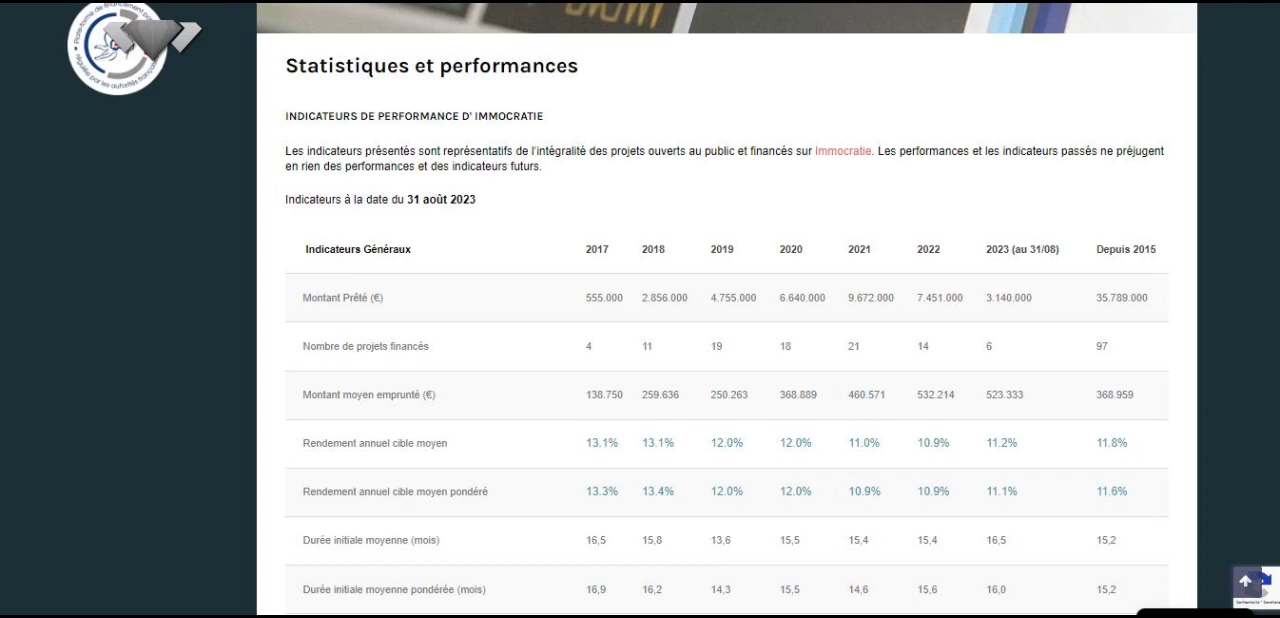 Statistiques et performances
INDICATEURS DE PERFORMANCE D' IMMOCRATIE
Les indicateurs présentés sont représentatifs de l'intégralité des projets ouverts au public et financés sur Immocratie. Les performances et les indicateurs passés ne préjugent
en rien des performances et des indicateurs futurs.
Indicateurs à la date du 31 août 2023
Indicateurs Généraux 2017 2018 2019 2020 2021 2022 2023 (au 31/08) Depuis 2015
Montant Prêté (€) 555.000 2.856.000 4.755.000 6.640.000 9.672.000 7.451.000 3.140.000 35.789.000
Nombre de projets financés 4 11 19 18 21 14 6 97
Montant moyen emprunté (€) 138.750 259.636 250.263 368.889 460.571 532.214 523.333 368.959
Rendement annuel cible moyen 13.1% 13.1% 12.0% 12.0% 11.0% 10.9% 11.2% 11.8%
Rendement annuel cible moyen pondéré 13.3% 13.4% 12.0% 12.0% 10.9% 10.9% 11.1% 11.6%
Durée initiale moyenne (mois) 16,5 15,8 13,6 15,5 15,4 15,4 16,5 15,2
Durée initiale moyenne pondérée (mois) 16,9 16,2 14,3 15,5 14,6 15,6 16,0 15,2